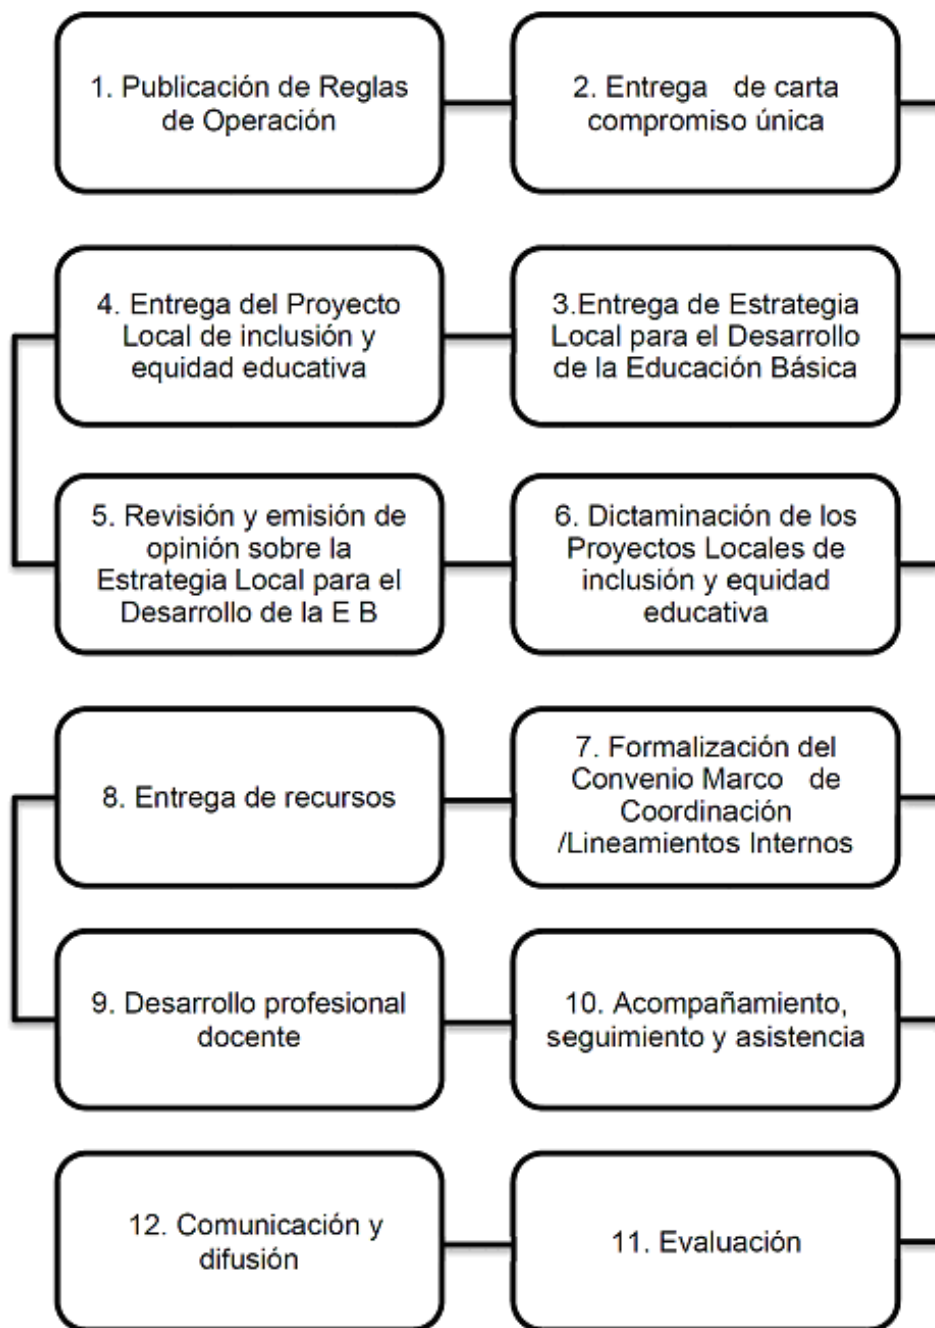 1. Publicación de Reglas
de Operación
2. Entrega de carta
compromiso única
3.Entrega de Estrategia
Local para el Desarrollo
de la Educación Básica
4. Entrega del Proyecto
Local de inclusión y
equidad educativa
5. Revisión y emisión de
opinión sobre la
Estrategia Local para el
Desarrollo de la E B
6. Dictaminación de los
Proyectos Locales de
inclusión y equidad
educativa
7. Formalización del
Convenio Marco de
Coordinación
/Lineamientos Internos
8. Entrega de recursos
9. Desarrollo profesional
docente
10. Acompañamiento,
seguimiento y asistencia
11. Evaluación
12. Comunicación y
difusión